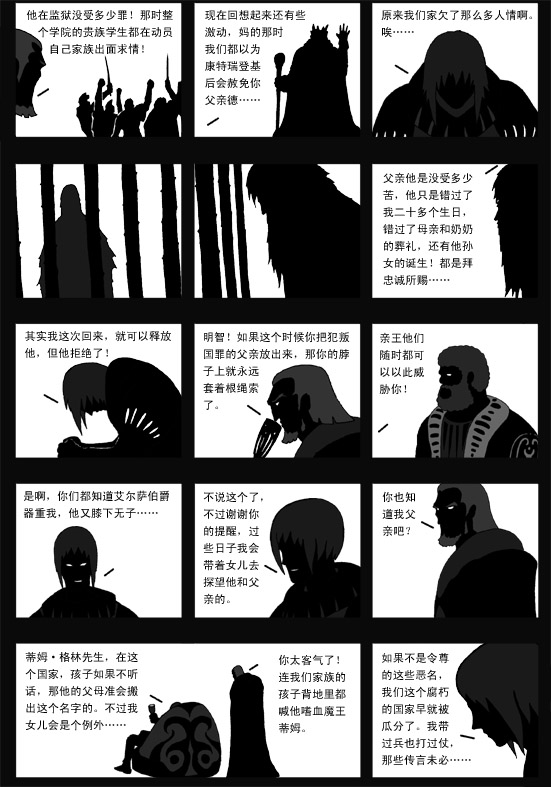 他在监狱没受多少罪！那时整
个学院的贵族学生都在动员
自己家族出面求情！
现在回想起来还有些
激动，妈的那时
我们都以为
康特瑞登基
后会赦免你
父亲德……
原来我们家欠了那么多人情啊。
唉……
父亲他是没受多少
苦，他只是错过了
我二十多个生日，
错过了母亲和奶奶
的葬礼，还有他孙
女的诞生！都是拜
忠诚所赐……
其实我这次回来，就可以释放
他，但他拒绝了！
明智！如果这个时候你把犯叛
国罪的父亲放出来，那你的脖
子上就永远
套着根绳索
了。
亲王他们
随时都可
以以此威
胁你！
是啊，你们都知道艾尔萨伯爵
器重我，他又膝下无子……
不说这个了，
不过谢谢你
的提醒，过
些日子我会
带着女儿去
探望他和父
亲的。
你也知
道我父
亲吧？
蒂姆·格林先生，在这
个国家，孩子如果不听
话，那他的父母准会搬
出这个名字的。不过我
女儿会是个例外……
你太客气了！
连我们家族的
孩子背地里都
喊他嗜血魔王
蒂姆。
如果不是令尊
的这些恶名，
我们这个腐朽
的国家早就被
瓜分了。我带
过兵也打过仗，
那些传言未必……